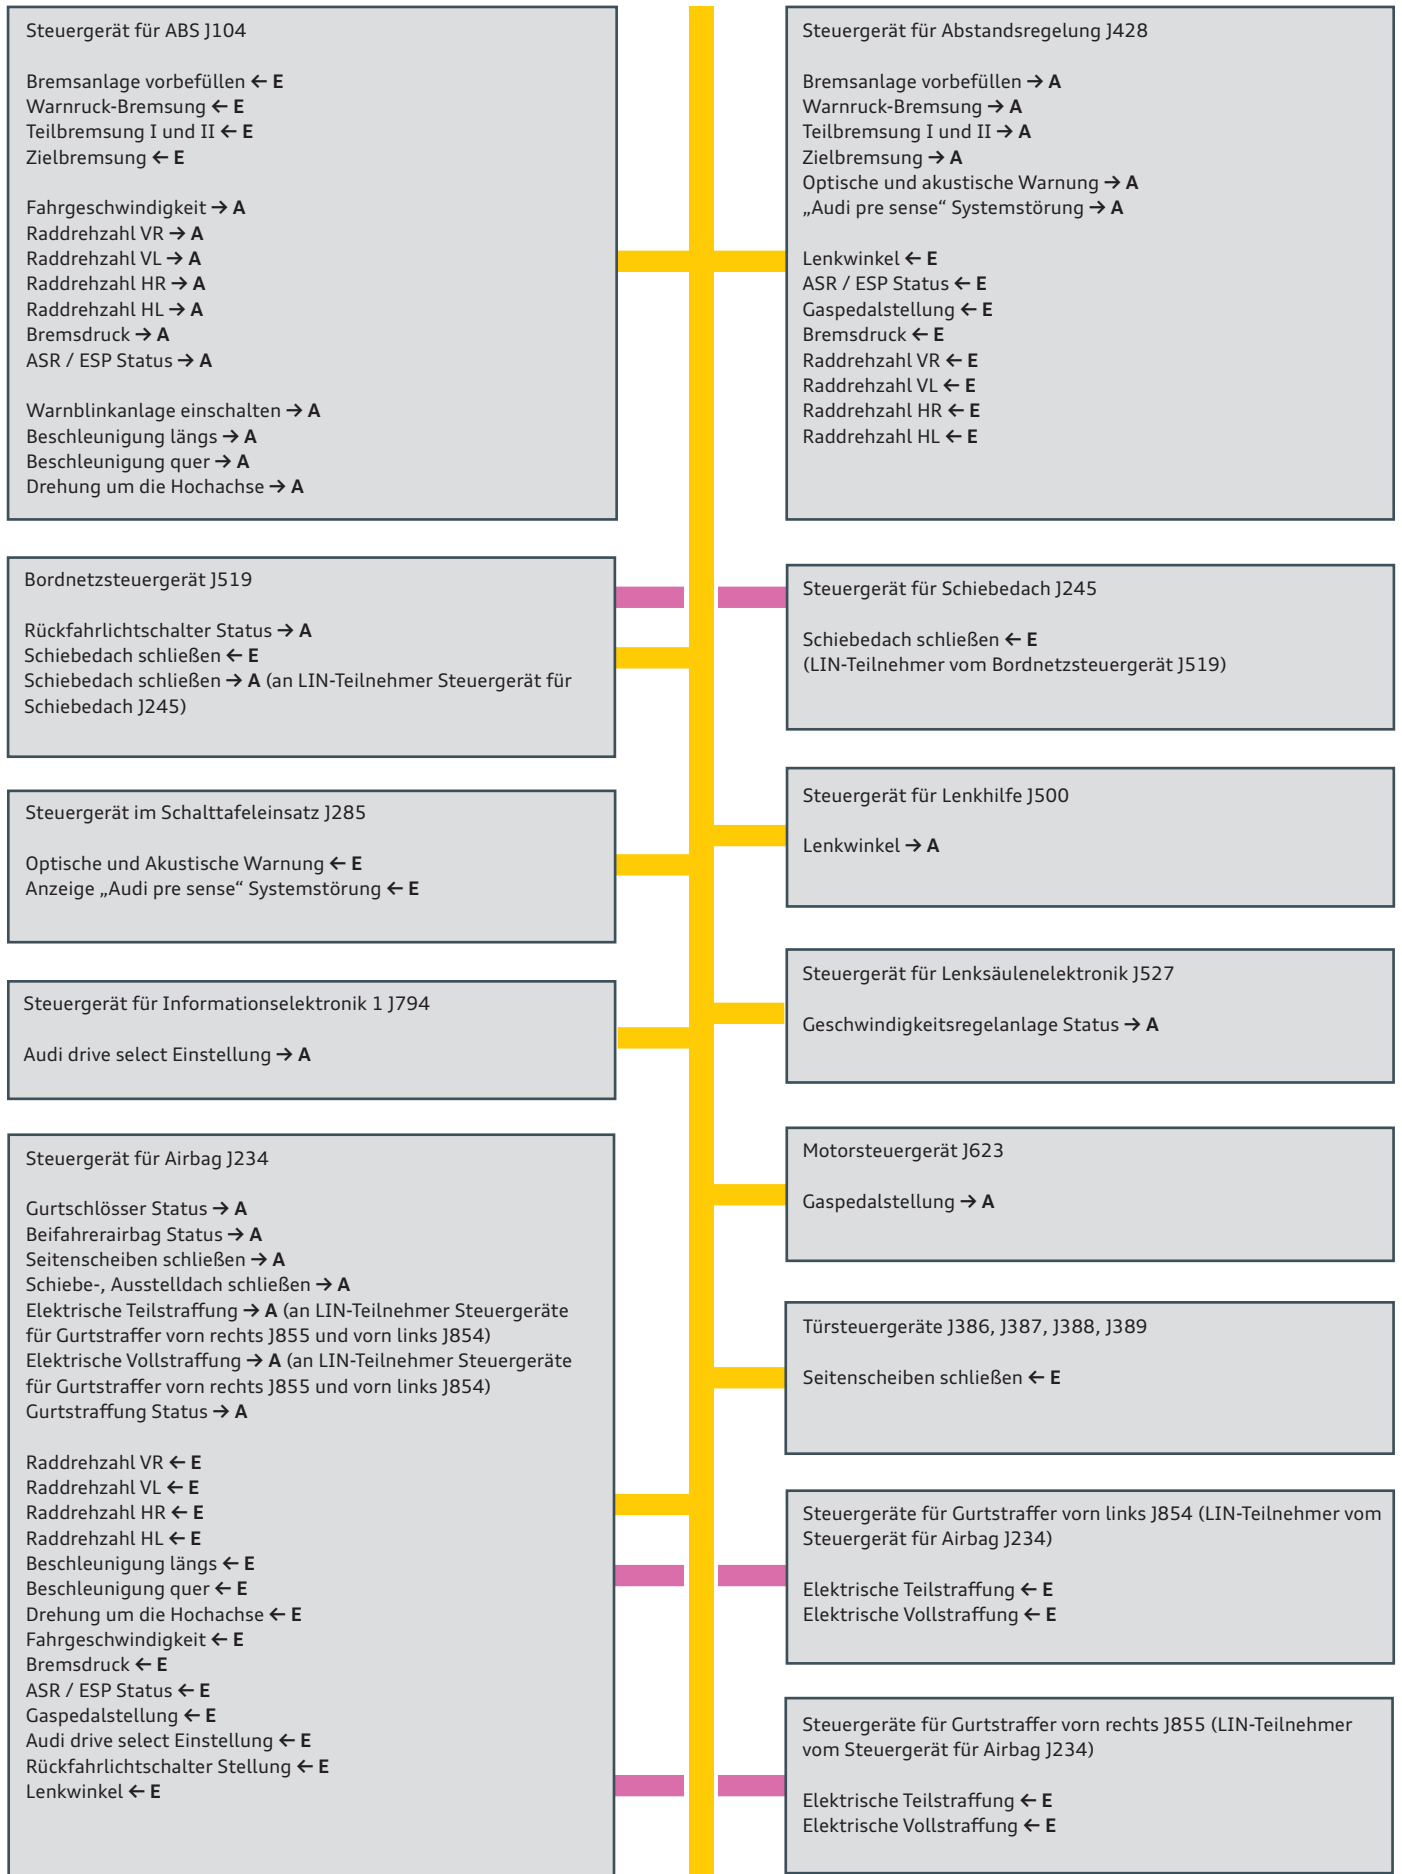 Steuergerät für ABS J104
Bremsanlage vorbefüllen ← E
Warnruck-Bremsung ← E
Teilbremsung I und II ← E
Zielbremsung ← E
Fahrgeschwindigkeit → A
Raddrehzahl VR → A
Raddrehzahl VL → A
Raddrehzahl HR → A
Raddrehzahl HL → A
Bremsdruck → A
ASR / ESP Status → A
Warnblinkanlage einschalten → A
Beschleunigung längs → A
Beschleunigung quer → A
Drehung um die Hochachse → A
Steuergerät für Abstandsregelung J428
Bremsanlage vorbefüllen → A
Warnruck-Bremsung → A
Teilbremsung I und II → A
Zielbremsung → A
Optische und akustische Warnung → A
„Audi pre sense“ Systemstörung → A
Lenkwinkel ← E
ASR / ESP Status ← E
Gaspedalstellung ← E
Bremsdruck ← E
Raddrehzahl VR ← E
Raddrehzahl VL ← E
Raddrehzahl HR ← E
Raddrehzahl HL ← E
Bordnetzsteuergerät J519
Rückfahrlichtschalter Status → A
Schiebedach schließen ← E
Schiebedach schließen → A (an LIN-Teilnehmer Steuergerät für
Schiebedach J245)
Steuergerät für Schiebedach J245
Schiebedach schließen ← E
(LIN-Teilnehmer vom Bordnetzsteuergerät J519)
Steuergerät im Schalttafeleinsatz J285
Optische und Akustische Warnung ← E
Anzeige „Audi pre sense“ Systemstörung ← E
Steuergerät für Lenkhilfe J500
Lenkwinkel → A
Steuergerät für Informationselektronik 1 J794
Audi drive select Einstellung → A
Steuergerät für Lenksäulenelektronik J527
Geschwindigkeitsregelanlage Status → A
Steuergerät für Airbag J234
Gurtschlösser Status → A
Beifahrerairbag Status → A
Seitenscheiben schließen → A
Schiebe-, Ausstelldach schließen → A
Elektrische Teilstraffung → A (an LIN-Teilnehmer Steuergeräte
für Gurtstraffer vorn rechts J855 und vorn links J854)
Elektrische Vollstraffung → A (an LIN-Teilnehmer Steuergeräte
für Gurtstraffer vorn rechts J855 und vorn links J854)
Gurtstraffung Status → A
Raddrehzahl VR ← E
Raddrehzahl VL ← E
Raddrehzahl HR ← E
Raddrehzahl HL ← E
Beschleunigung längs ← E
Beschleunigung quer ← E
Drehung um die Hochachse ← E
Fahrgeschwindigkeit ← E
Bremsdruck ← E
ASR / ESP Status ← E
Gaspedalstellung ← E
Audi drive select Einstellung ← E
Rückfahrlichtschalter Stellung ← E
Lenkwinkel ← E
Motorsteuergerät J623
Gaspedalstellung → A
Türsteuergeräte J386, J387, J388, J389
Seitenscheiben schließen ← E
Steuergeräte für Gurtstraffer vorn links J854 (LIN-Teilnehmer vom
Steuergerät für Airbag J234)
Elektrische Teilstraffung ← E
Elektrische Vollstraffung ← E
Steuergeräte für Gurtstraffer vorn rechts J855 (LIN-Teilnehmer
vom Steuergerät für Airbag J234)
Elektrische Teilstraffung ← E
Elektrische Vollstraffung ← E